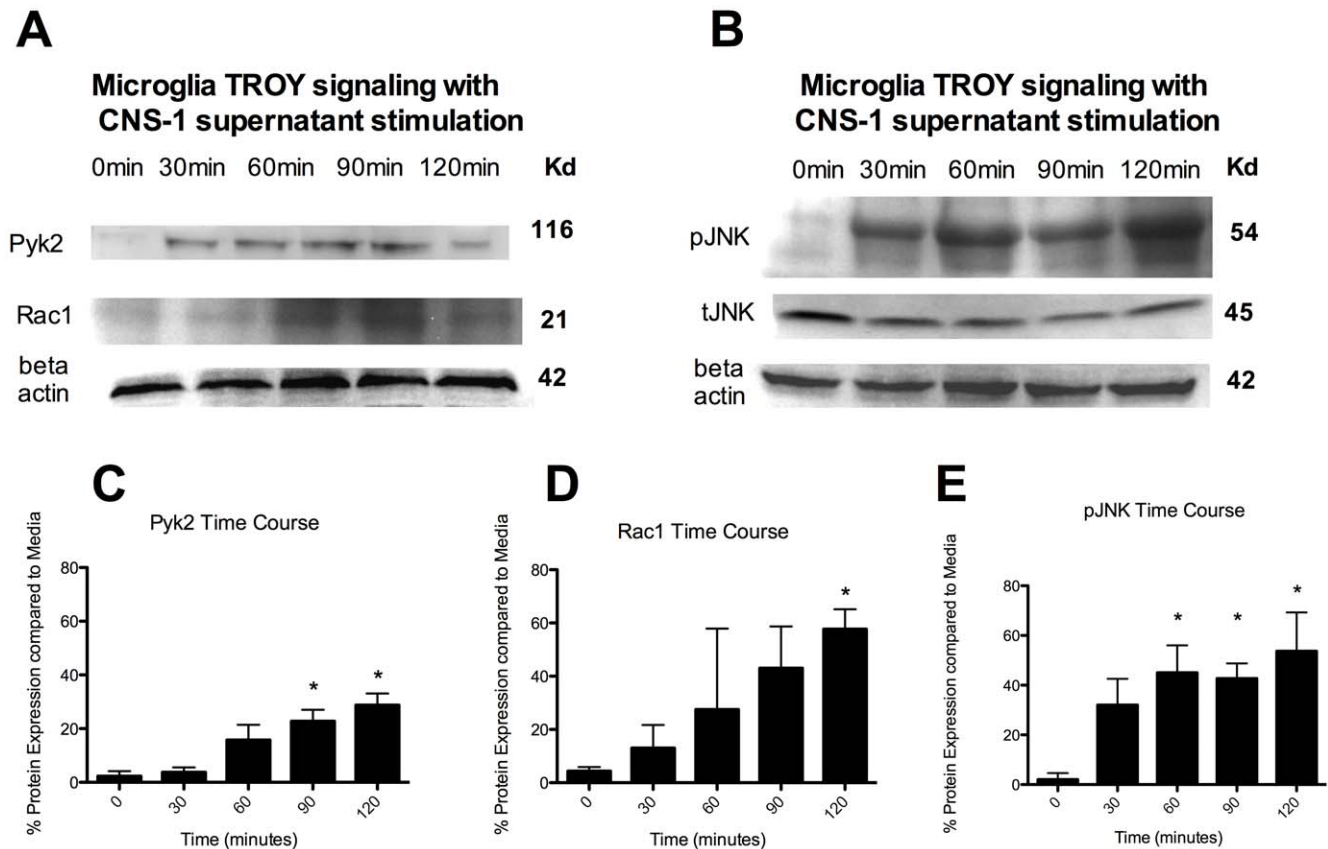 A
Microglia TROY signaling with
CNS-1 supernatant stimulation
0min 30min 60min 90min 120min Kd
Pyk2 116
Rac1 21
beta
actin 42
B
Microglia TROY signaling with
CNS-1 supernatant stimulation
0min 30min 60min 90min 120min Kd
pJNK 54
tJNK 45
beta
actin 42
C
Pyk2 Time Course
% Protein Expression compared to Media
80
60
40
20
0
* *
0 30 60 90 120
Time (minutes)
D
Rac1 Time Course
% Protein Expression compared to Media
80
60
40
20
0
*
0 30 60 90 120
Time (minutes)
E
pJNK Time Course
% Protein Expression compared to Media
80
60
40
20
0
* * *
0 30 60 90 120
Time (minutes)